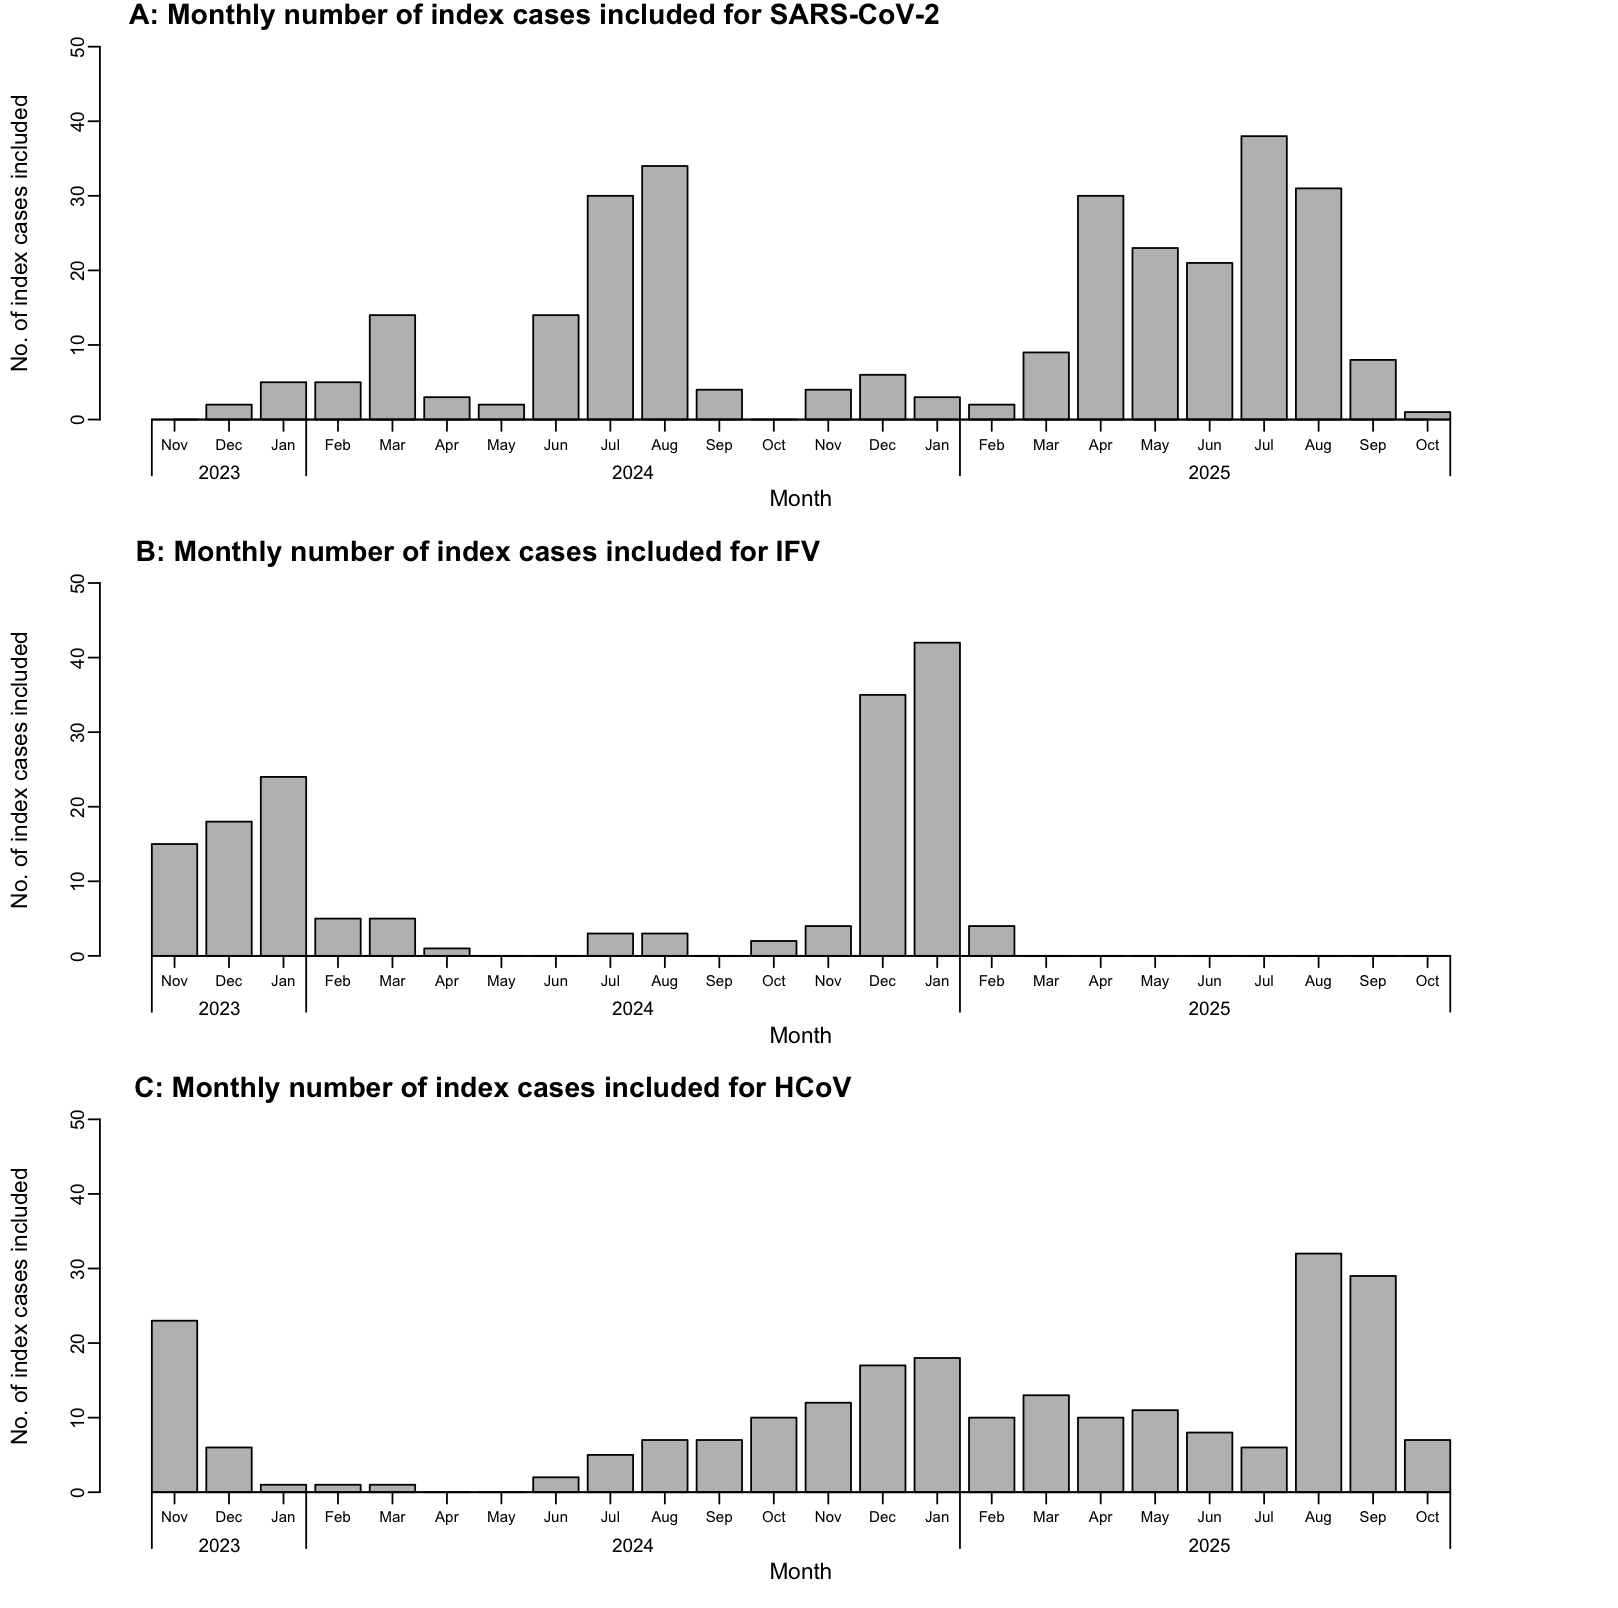 A: Monthly number of index cases included for SARS-CoV-2
No. of index cases included
50
40
30
20
10
0
Nov Dec Jan Feb Mar Apr May Jun Jul Aug Sep Oct Nov Dec Jan Feb Mar Apr May Jun Jul Aug Sep Oct
2023 2024 2025
Month
B: Monthly number of index cases included for IFV
No. of index cases included
50
40
30
20
10
0
Nov Dec Jan Feb Mar Apr May Jun Jul Aug Sep Oct Nov Dec Jan Feb Mar Apr May Jun Jul Aug Sep Oct
2023 2024 2025
Month
C: Monthly number of index cases included for HCoV
No. of index cases included
50
40
30
20
10
0
Nov Dec Jan Feb Mar Apr May Jun Jul Aug Sep Oct Nov Dec Jan Feb Mar Apr May Jun Jul Aug Sep Oct
2023 2024 2025
Month